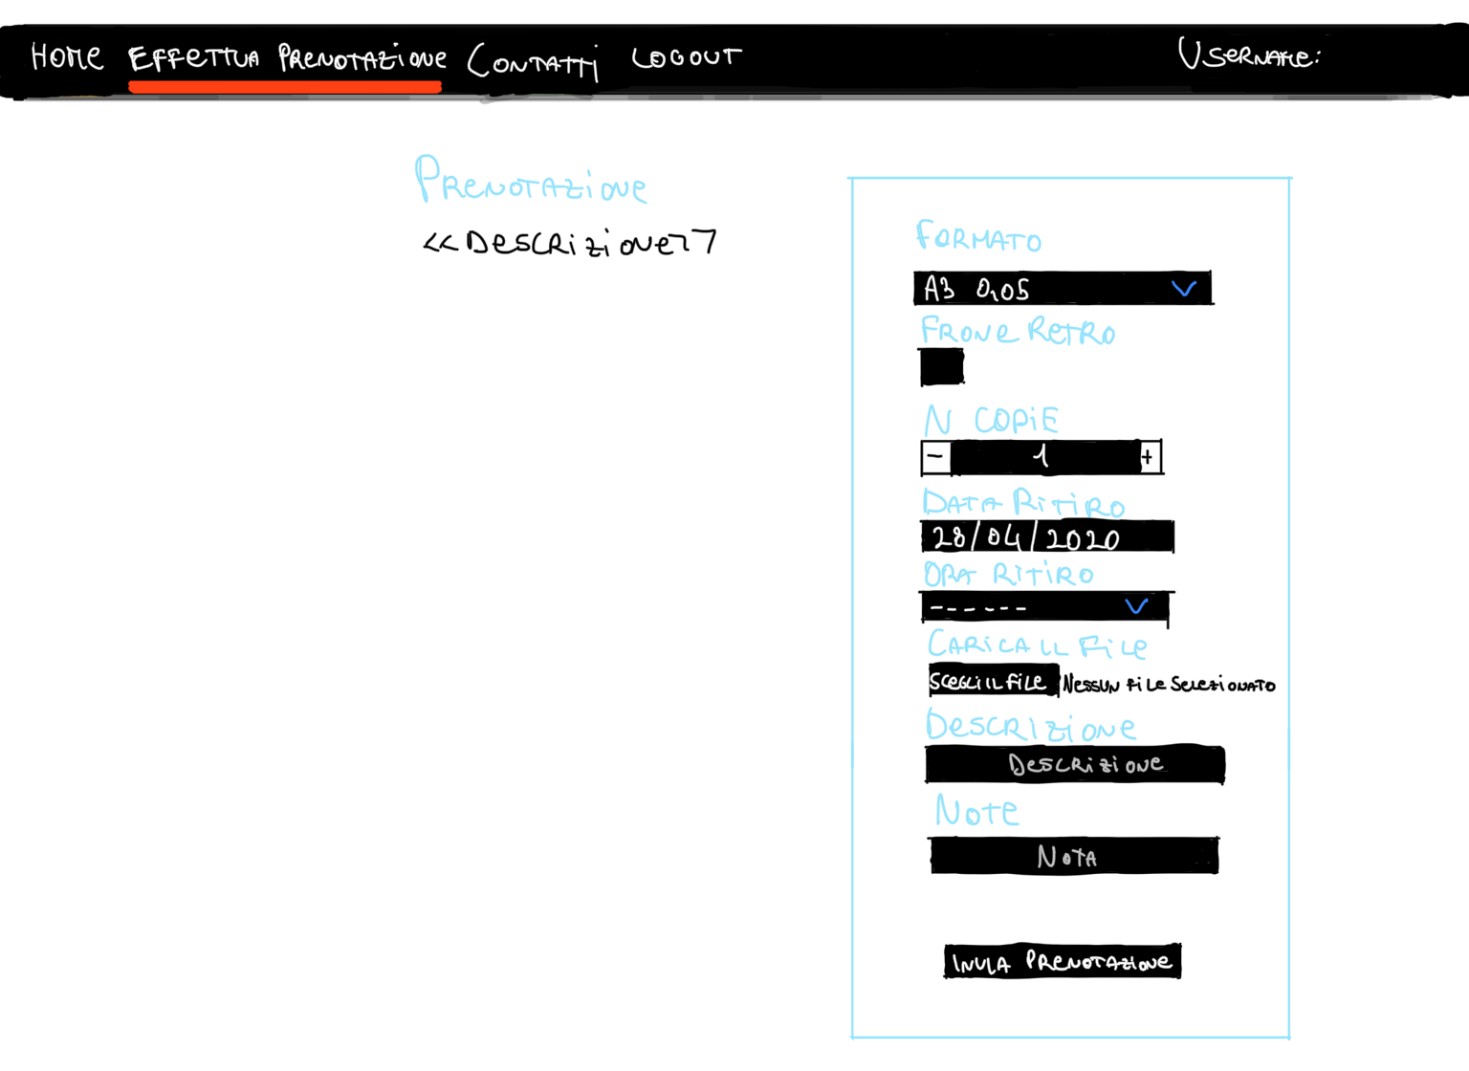 HOME EFFETTUA PRENOTAZIONE CONTATTI LOGOUT USERNAME:
PRENOTAZIONE
<<DESCRIZIONE>>
FORMATO
A3 0,05
FRONE RETRO
N COPIE
- 1 +
DATA RITIRO
28/04/2020
ORA RITIRO
------
CARICA IL FILE
SCEGLI IL FILE NESSUN FILE SELEZIONATO
DESCRIZIONE
DESCRIZIONE
NOTE
NOTA
INVIA PRENOTAZIONE